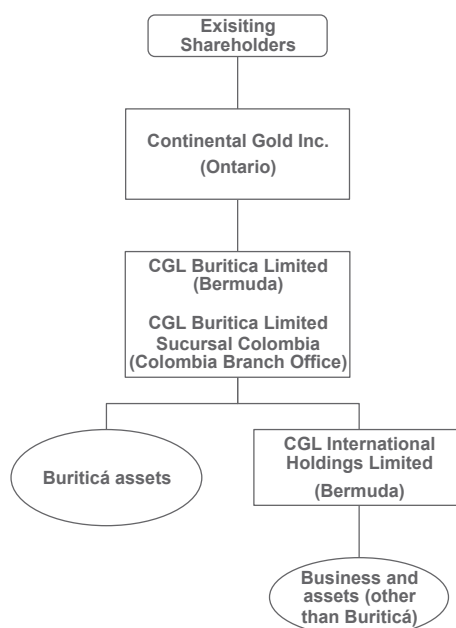 Exisiting
Shareholders
Continental Gold Inc.
(Ontario)
CGL Buritica Limited
(Bermuda)
CGL Buritica Limited
Sucursal Colombia
(Colombia Branch Office)
Buriticá assets
CGL International
Holdings Limited
(Bermuda)
Business and
assets (other
than Buriticá)